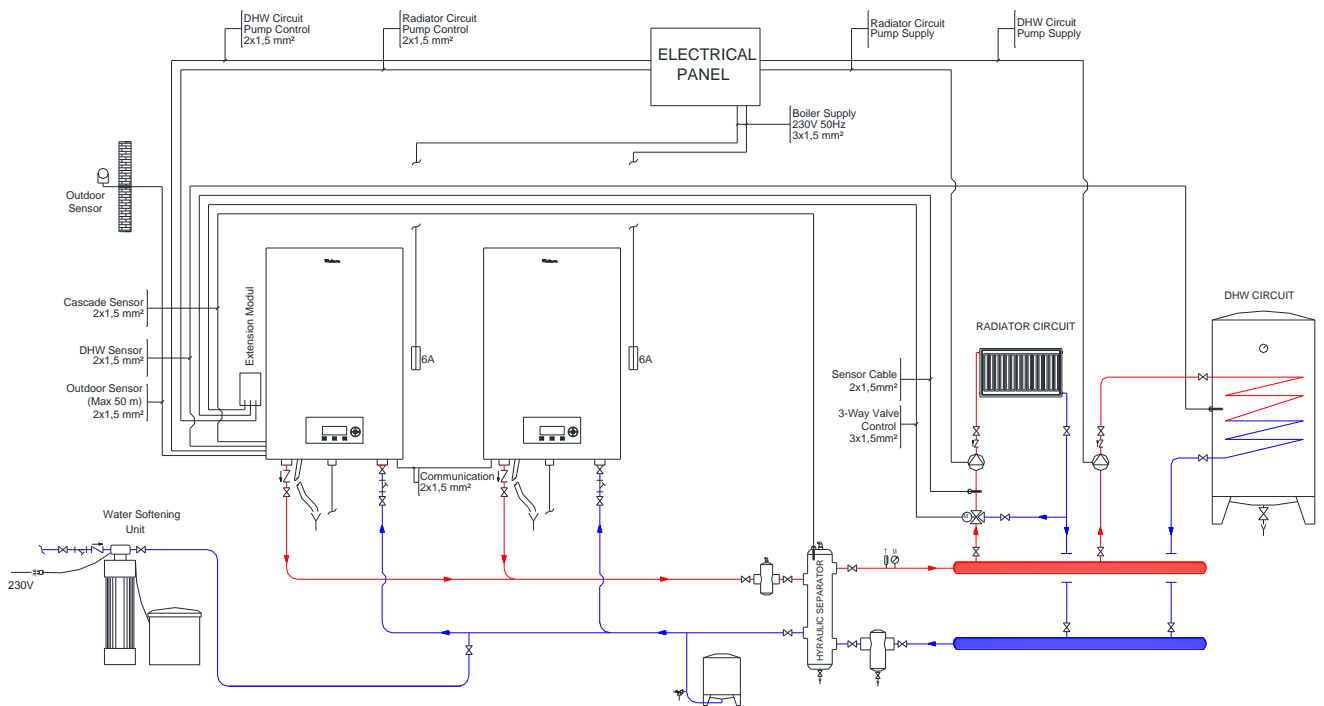 DHW Circuit
Pump Control
2x1,5 mm²
Radiator Circuit
Pump Control
2x1,5 mm²
ELECTRICAL
PANEL
Radiator Circuit
Pump Supply
DHW Circuit
Pump Supply
Boiler Supply
230V 50Hz
3x1,5 mm²
Outdoor
Sensor
Cascade Sensor
2x1,5 mm²
DHW Sensor
2x1,5 mm²
Outdoor Sensor
(Max 50 m)
2x1,5 mm²
Extension Modul
6A
6A
Communication
2x1,5 mm²
Sensor Cable
2x1,5mm²
3-Way Valve
Control
3x1,5mm²
RADIATOR CIRCUIT
DHW CIRCUIT
M
Water Softening
Unit
230V
T
M
HYRAULIC SEPARATOR